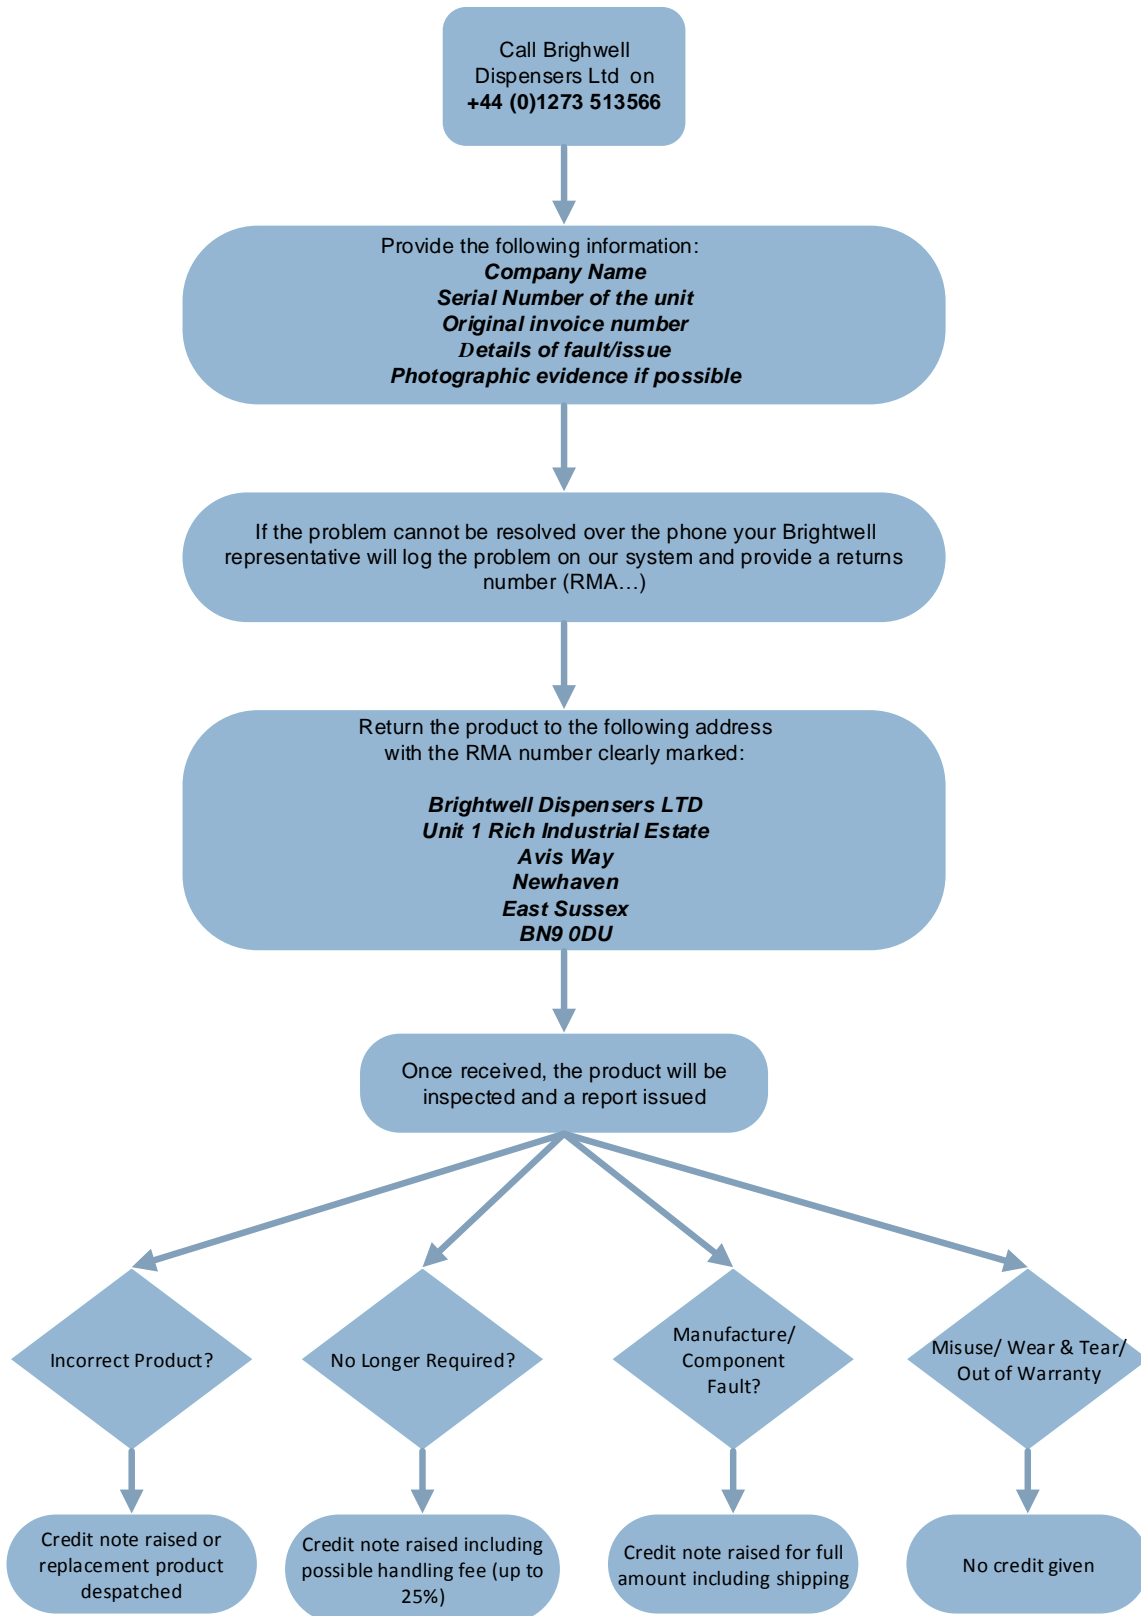 Call Brighwell
Dispensers Ltd on
+44 (0)1273 513566
Provide the following information:
Company Name
Serial Number of the unit
Original invoice number
Details of fault/issue
Photographic evidence if possible
If the problem cannot be resolved over the phone your Brightwell
representative will log the problem on our system and provide a returns
number (RMA…)
Return the product to the following address
with the RMA number clearly marked:
Brightwell Dispensers LTD
Unit 1 Rich Industrial Estate
Avis Way
Newhaven
East Sussex
BN9 0DU
Once received, the product will be
inspected and a report issued
Incorrect Product?
No Longer Required?
Manufacture/
Component
Fault?
Misuse/ Wear & Tear/
Out of Warranty
Credit note raised or
replacement product
despatched
Credit note raised including
possible handling fee (up to
25%)
Credit note raised for full
amount including shipping
No credit given